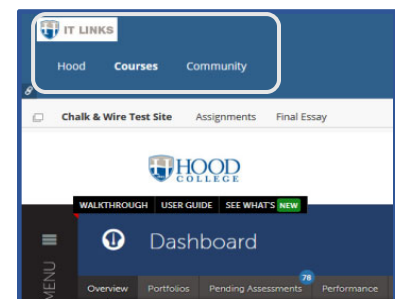 IT LINKS
Hood Courses Community
Chalk & Wire Test Site Assignments Final Essay
HOOD
COLLEGE
WALKTHROUGH USER GUIDE SEE WHAT'S NEW
Dashboard
MENU
78
Overview Portfolios Pending Assessments Performance